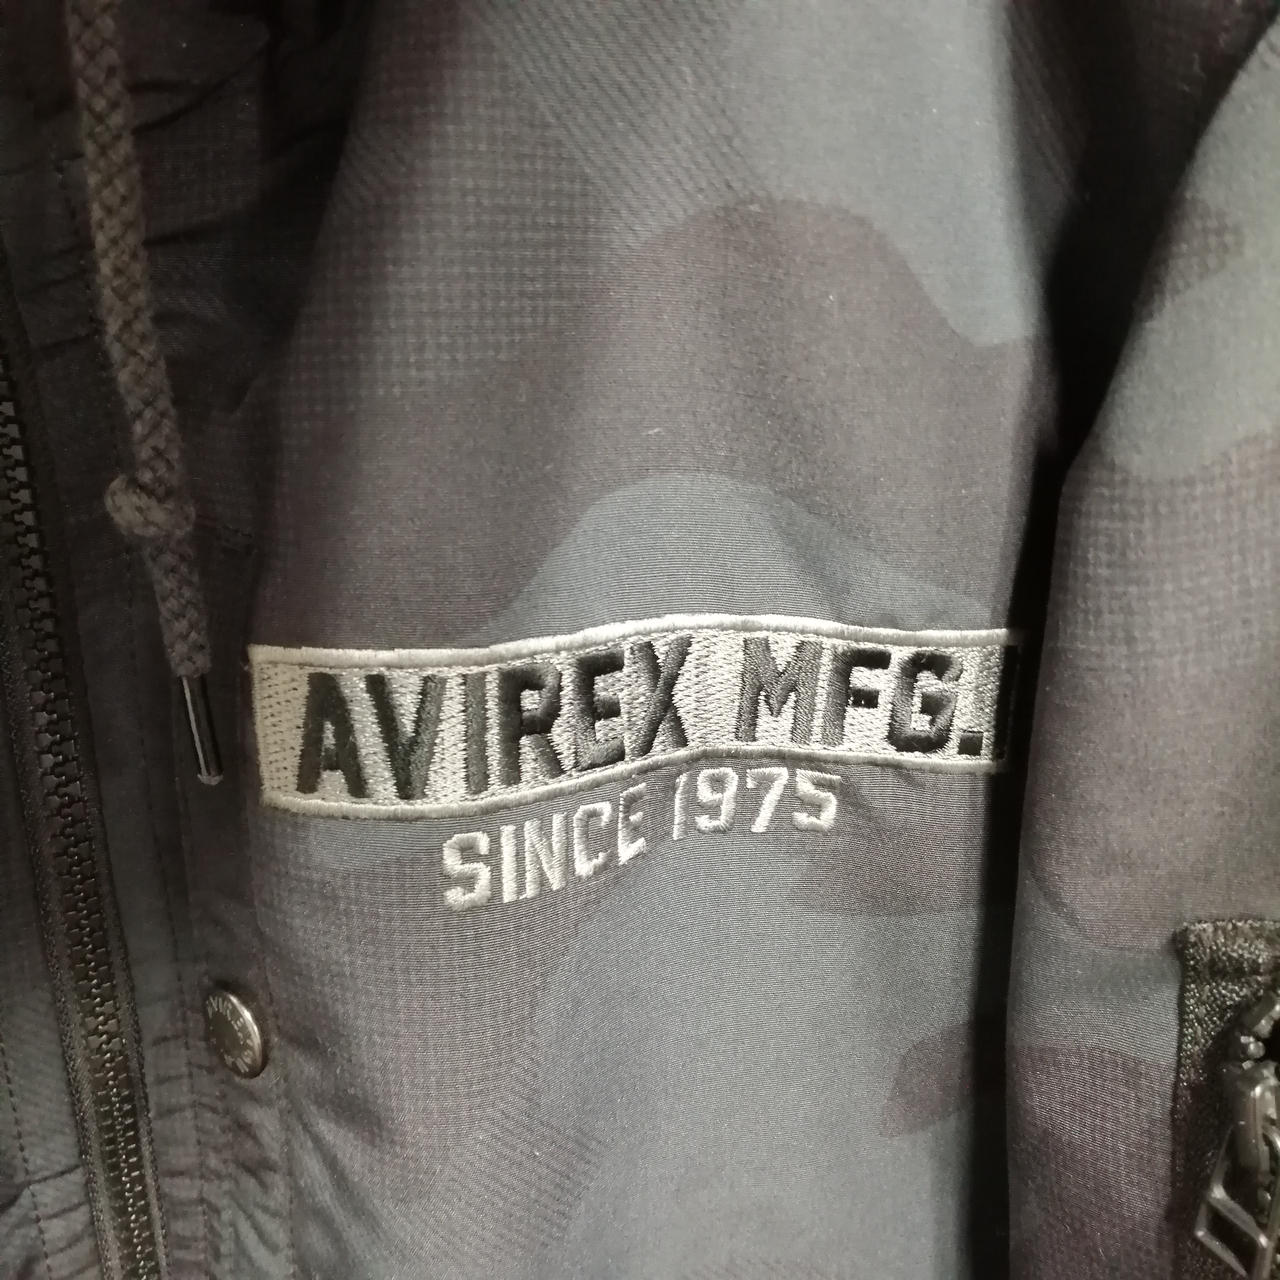 AVIREX MFG.
SINCE 1975